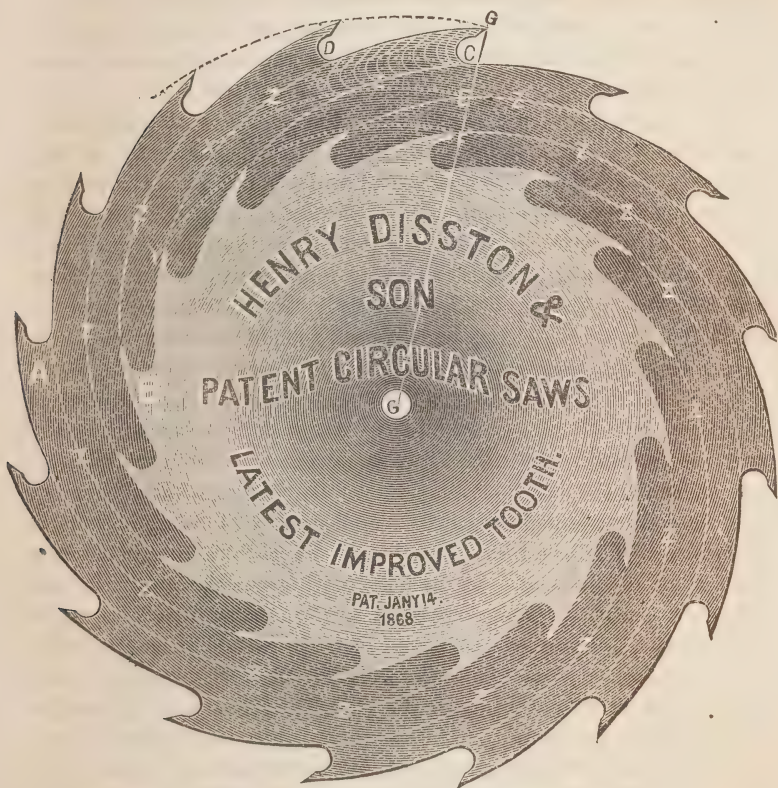 G
D
C
Z Z Z Z
Z
Z
Z
Z
Z
Z
Z
Z
Z
Z
Z
A
B
HENRY DISSTON &
SON
PATENT CIRCULAR SAWS
G
LATEST IMPROVED TOOTH.
PAT. JANY 14.
1868